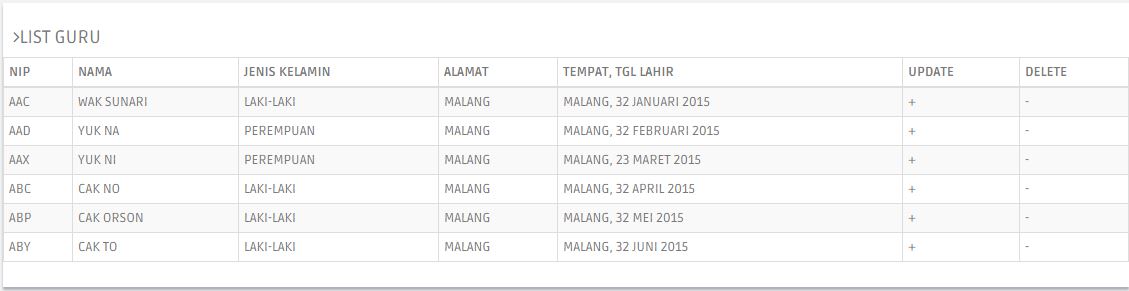 >LIST GURU
NIP NAMA JENIS KELAMIN ALAMAT TEMPAT, TGL LAHIR UPDATE DELETE
AAC WAK SUNARI LAKI-LAKI MALANG MALANG, 32 JANUARI 2015 + -
AAD YUK NA PEREMPUAN MALANG MALANG, 32 FEBRUARI 2015 + -
AAX YUK NI PEREMPUAN MALANG MALANG, 23 MARET 2015 + -
ABC CAK NO LAKI-LAKI MALANG MALANG, 32 APRIL 2015 + -
ABP CAK ORSON LAKI-LAKI MALANG MALANG, 32 MEI 2015 + -
ABY CAK TO LAKI-LAKI MALANG MALANG, 32 JUNI 2015 + -